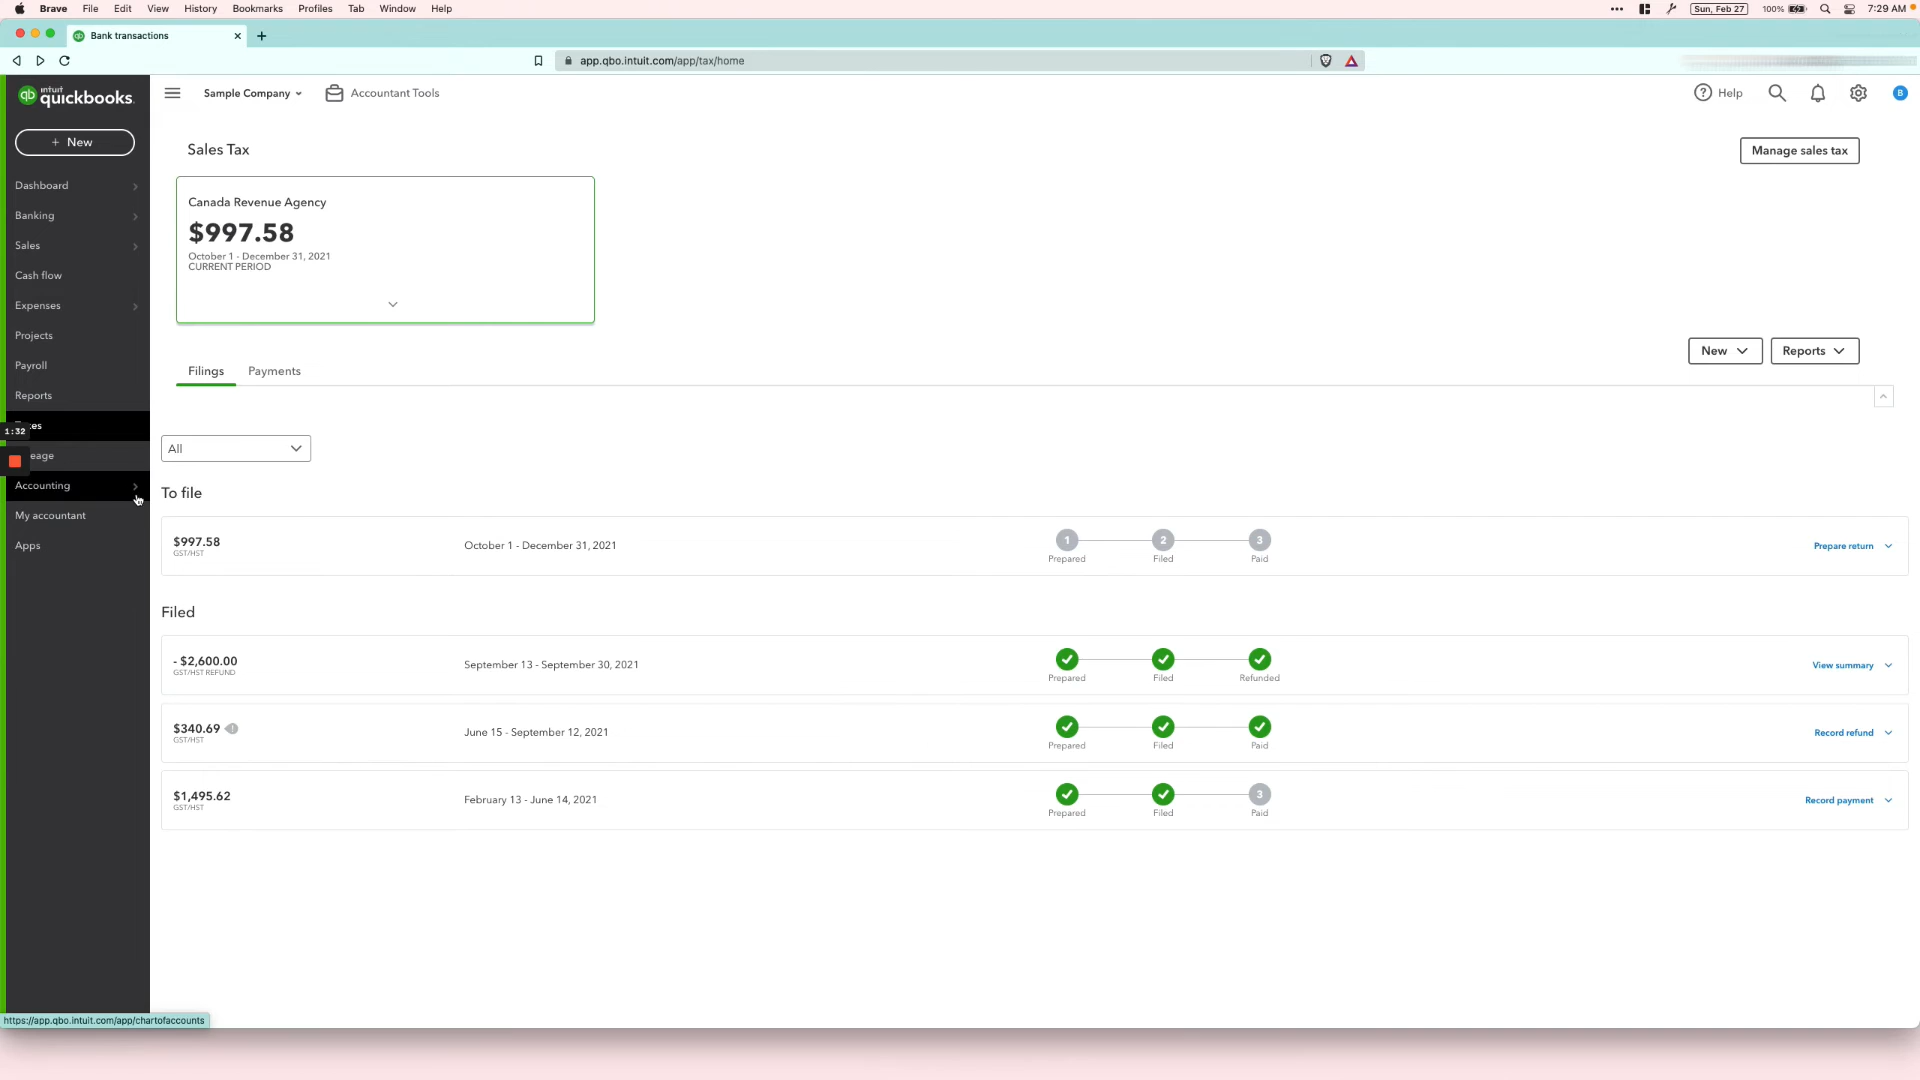 Brave File Edit View History Bookmarks Profiles Tab Window Help
Sun, Feb 27 100% 7:29 AM
Bank transactions
app.qbo.intuit.com/app/tax/home
intuit quickbooks.
Sample Company
Accountant Tools
Help
B
+ New
Sales Tax
Manage sales tax
Canada Revenue Agency
$997.58
October 1 - December 31, 2021
CURRENT PERIOD
Dashboard
Banking
Sales
Cash flow
Expenses
Projects
Payroll
Reports
es
1:32
eage
Accounting
My accountant
Apps
New
Reports
Filings
Payments
All
To file
$997.58
GST/HST
October 1 - December 31, 2021
1 2 3
Prepared Filed Paid
Prepare return
Filed
- $2,600.00
GST/HST REFUND
September 13 - September 30, 2021
Prepared Filed Refunded
View summary
$340.69
GST/HST
June 15 - September 12, 2021
Prepared Filed Paid
Record refund
$1,495.62
GST/HST
February 13 - June 14, 2021
3
Prepared Filed Paid
Record payment
https://app.qbo.intuit.com/app/chartofaccounts